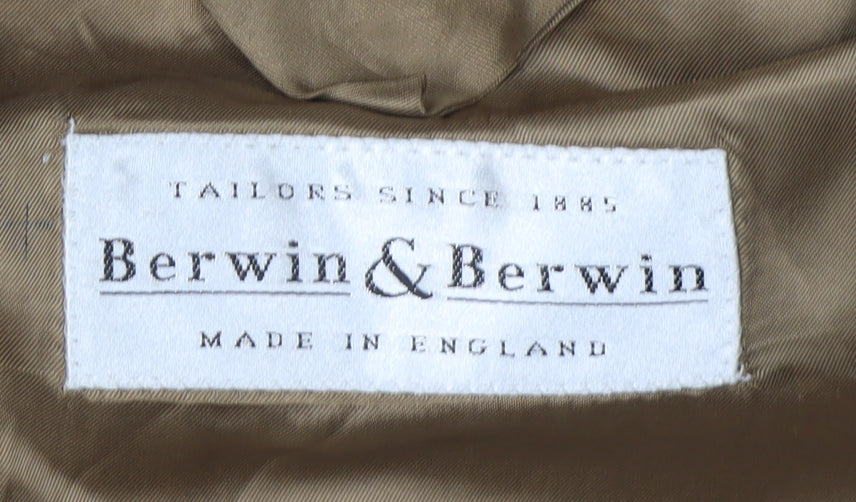 TAILORS SINCE 1885
Berwin & Berwin
MADE IN ENGLAND